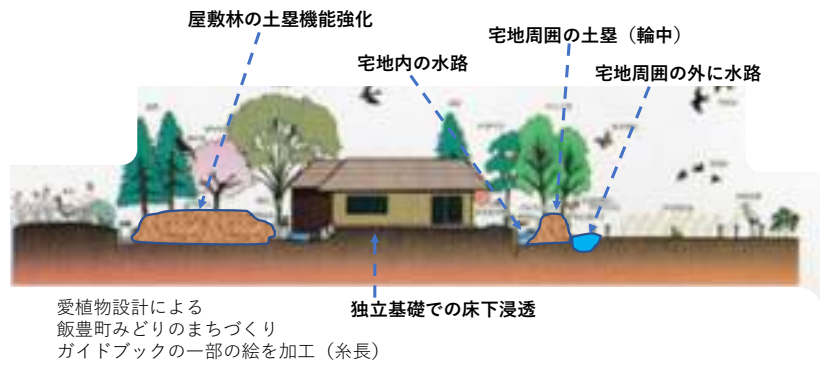 屋敷林の土塁機能強化
宅地周囲の土塁（輪中）
宅地内の水路
宅地周囲の外に水路
独立基礎での床下浸透
愛植物設計による
飯豊町みどりのまちづくり
ガイドブックの一部の絵を加工（糸長）